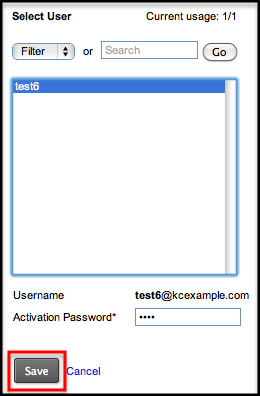 Select User Current usage: 1/1
Filter or Search Go
test6
Username test6@kcexample.com
Activation Password* ••••
Save Cancel